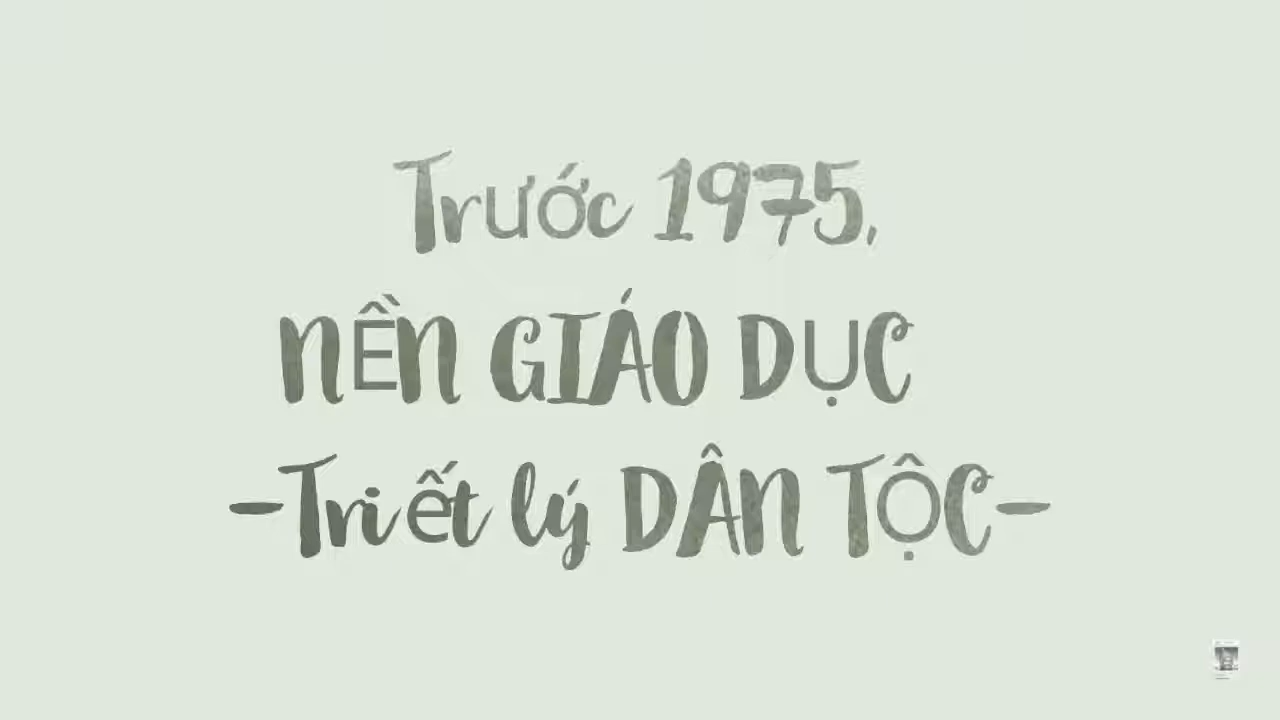 Trước 1975,
NỀN GIÁO DỤC
-Triết lý DÂN TỘC-